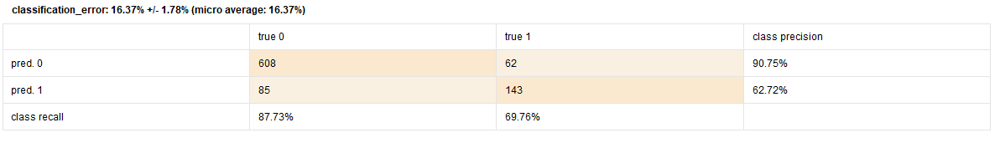 classification_error: 16.37% +/- 1.78% (micro average: 16.37%)
true 0 true 1 class precision
pred. 0 608 62 90.75%
pred. 1 85 143 62.72%
class recall 87.73% 69.76%